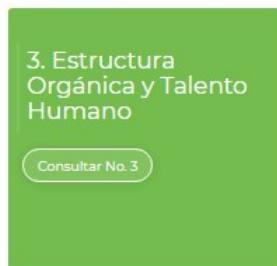 3. Estructura
Orgánica y Talento
Humano
Consultar No. 3